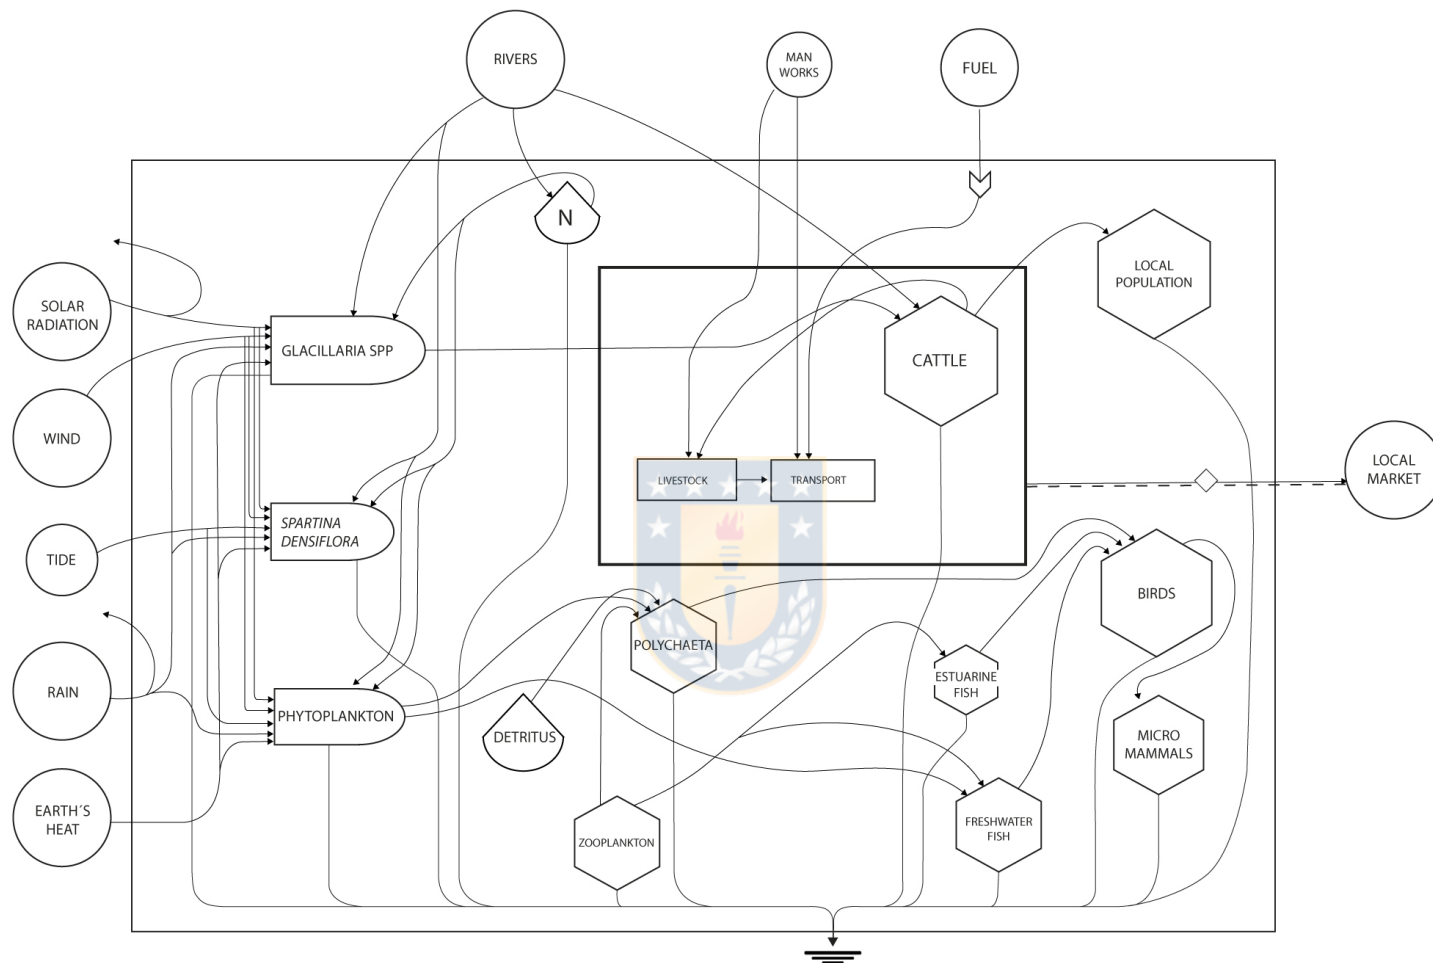 RIVERS
MAN
WORKS
FUEL
N
LOCAL
POPULATION
SOLAR
RADIATION
GLACILLARIA SPP
CATTLE
WIND
LOCAL
MARKET
LIVESTOCK
TRANSPORT
SPARTINA
DENSIFLORA
TIDE
BIRDS
POLYCHAETA
ESTUARINE
FISH
RAIN
PHYTOPLANKTON
DETRITUS
MICRO
MAMMALS
EARTH´S
HEAT
ZOOPLANKTON
FRESHWATER
FISH